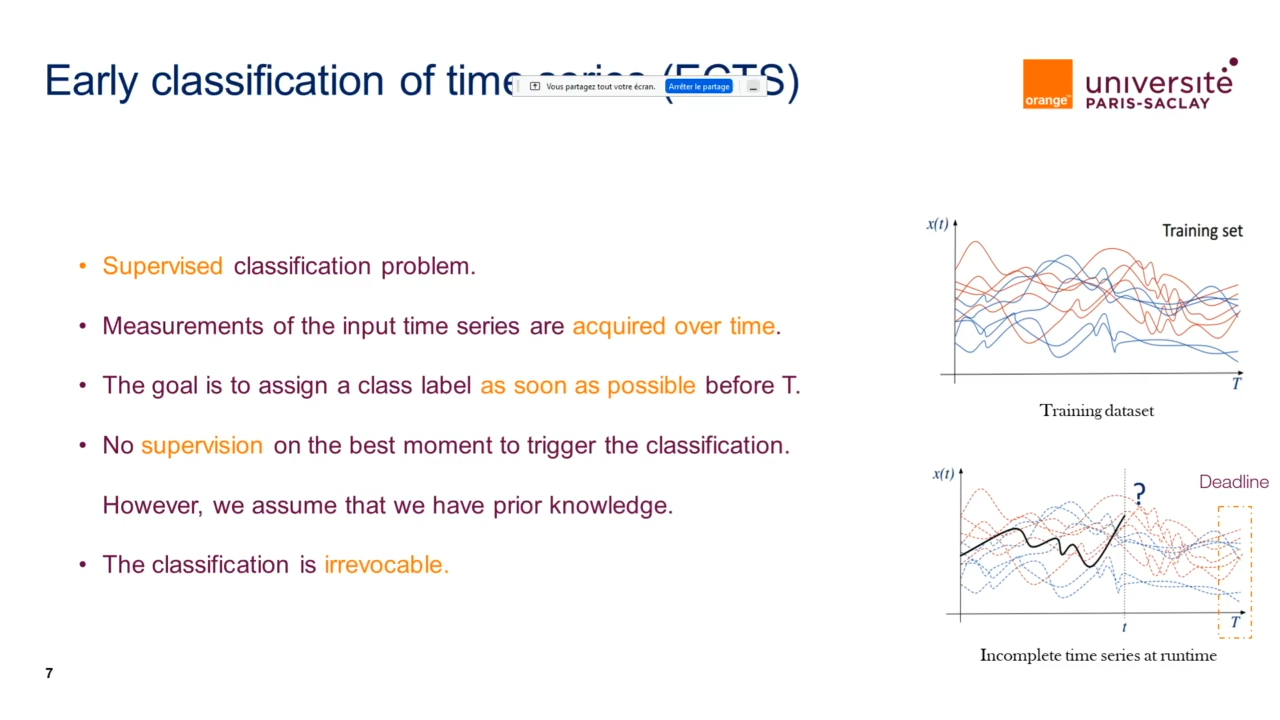 Early classification of time series (ECTS)
Vous partagez tout votre écran. Arrêter le partage
orange™
université
PARIS-SACLAY
• Supervised classification problem.
• Measurements of the input time series are acquired over time.
• The goal is to assign a class label as soon as possible before T.
• No supervision on the best moment to trigger the classification.
However, we assume that we have prior knowledge.
• The classification is irrevocable.
x(t)
Training set
T
Training dataset
x(t)
?
Deadline
t
T
Incomplete time series at runtime
7